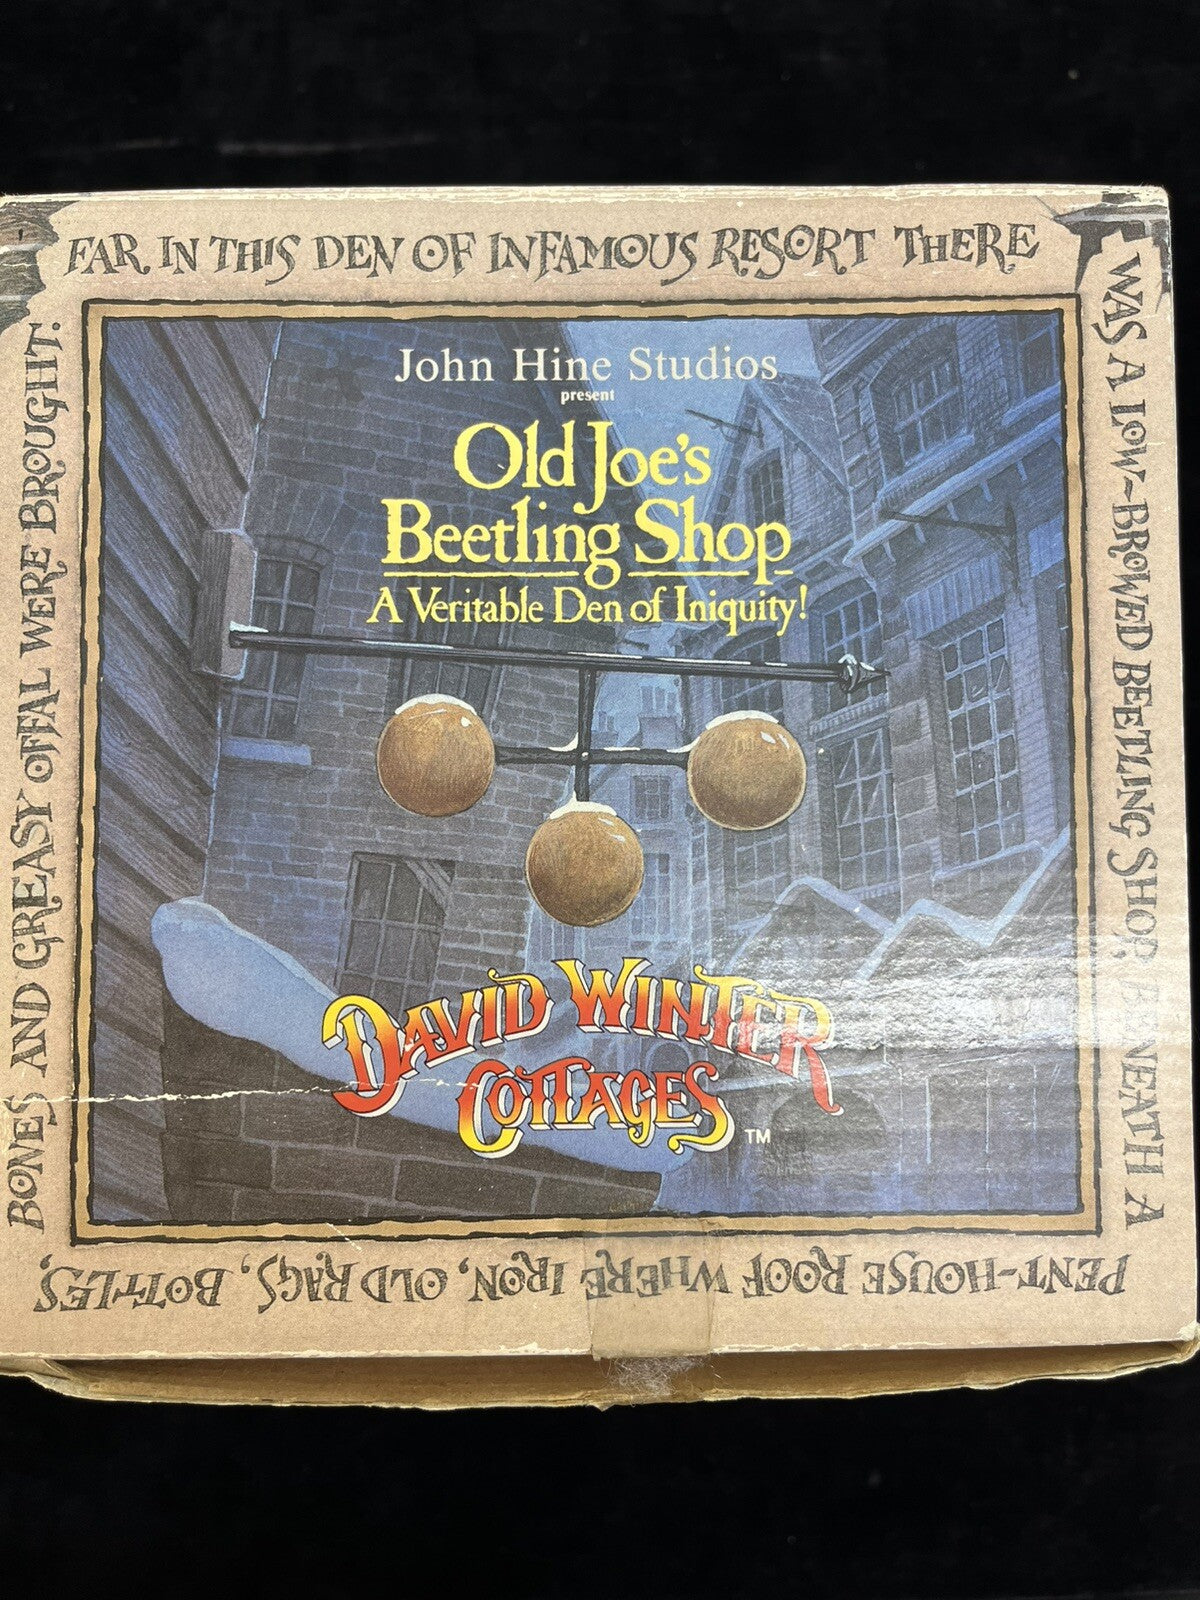 FAR IN THIS DEN OF INFAMOUS RESORT THERE
WAS A LOW-BROWED BEETLING SHOP, BENEATH A
PENT-HOUSE ROOF WHERE IRON, OLD RAGS, BOTTLES,
BONES AND GREASY OFFAL WERE BROUGHT.
John Hine Studios
present
Old Joe's
Beetling Shop
A Veritable Den of Iniquity!
DAVID WINTER
COTTAGES
TM